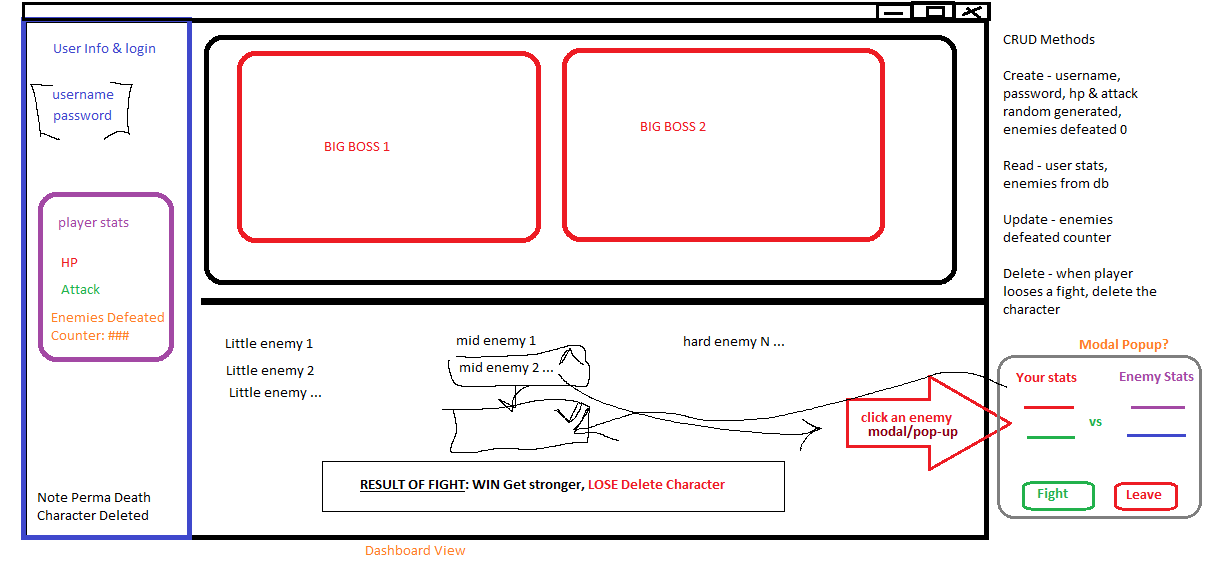 User Info & login
username
password
player stats
HP
Attack
Enemies Defeated
Counter: ###
Note Perma Death
Character Deleted
BIG BOSS 1
BIG BOSS 2
Little enemy 1
Little enemy 2
Little enemy ...
mid enemy 1
mid enemy 2 ...
hard enemy N ...
RESULT OF FIGHT: WIN Get stronger, LOSE Delete Character
Dashboard View
click an enemy
modal/pop-up
CRUD Methods
Create - username,
password, hp & attack
random generated,
enemies defeated 0
Read - user stats,
enemies from db
Update - enemies
defeated counter
Delete - when player
looses a fight, delete the
character
Modal Popup?
Your stats
Enemy Stats
vs
Fight
Leave